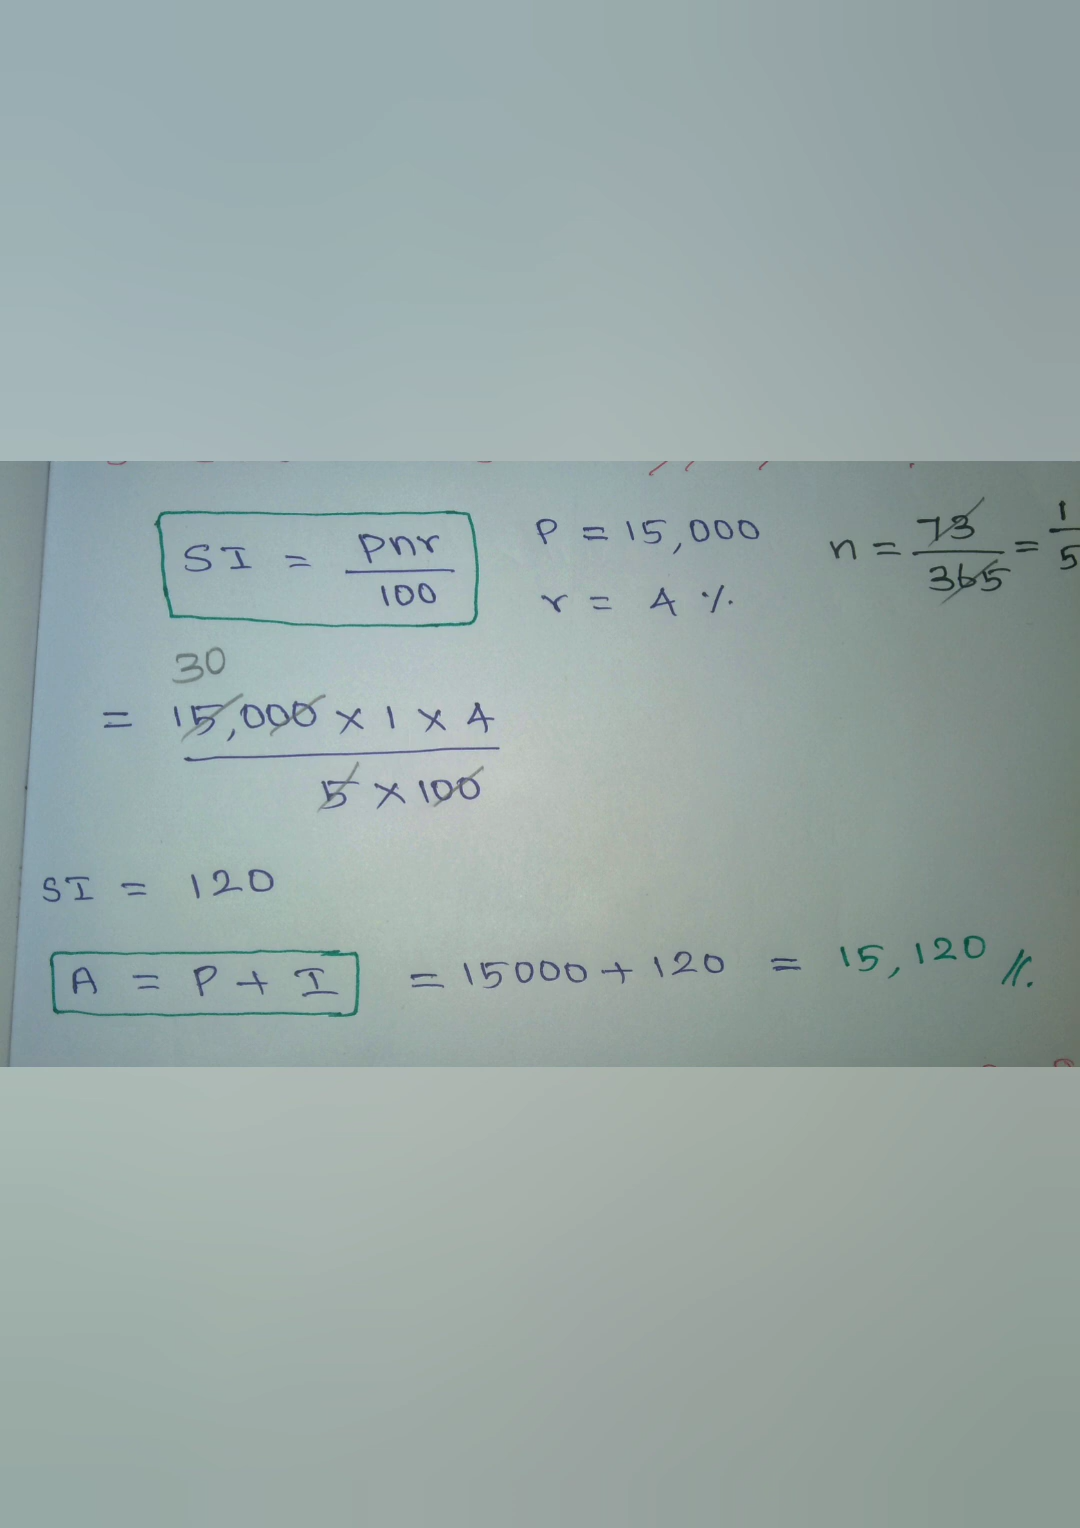 SI = pnr/100 P = 15,000 n = 73/365 = 1/5
r = 4 %
30
= 15,000 × 1 × 4
5 × 100
SI = 120
A = P + I = 15000 + 120 = 15,120 //.